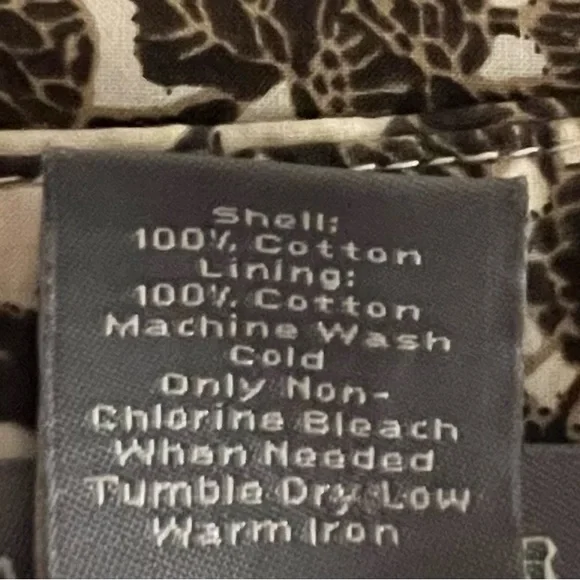 Shell:
100% Cotton
Lining:
100% Cotton
Machine Wash
Cold
Only Non-
Chlorine Bleach
When Needed
Tumble Dry Low
Warm Iron
R